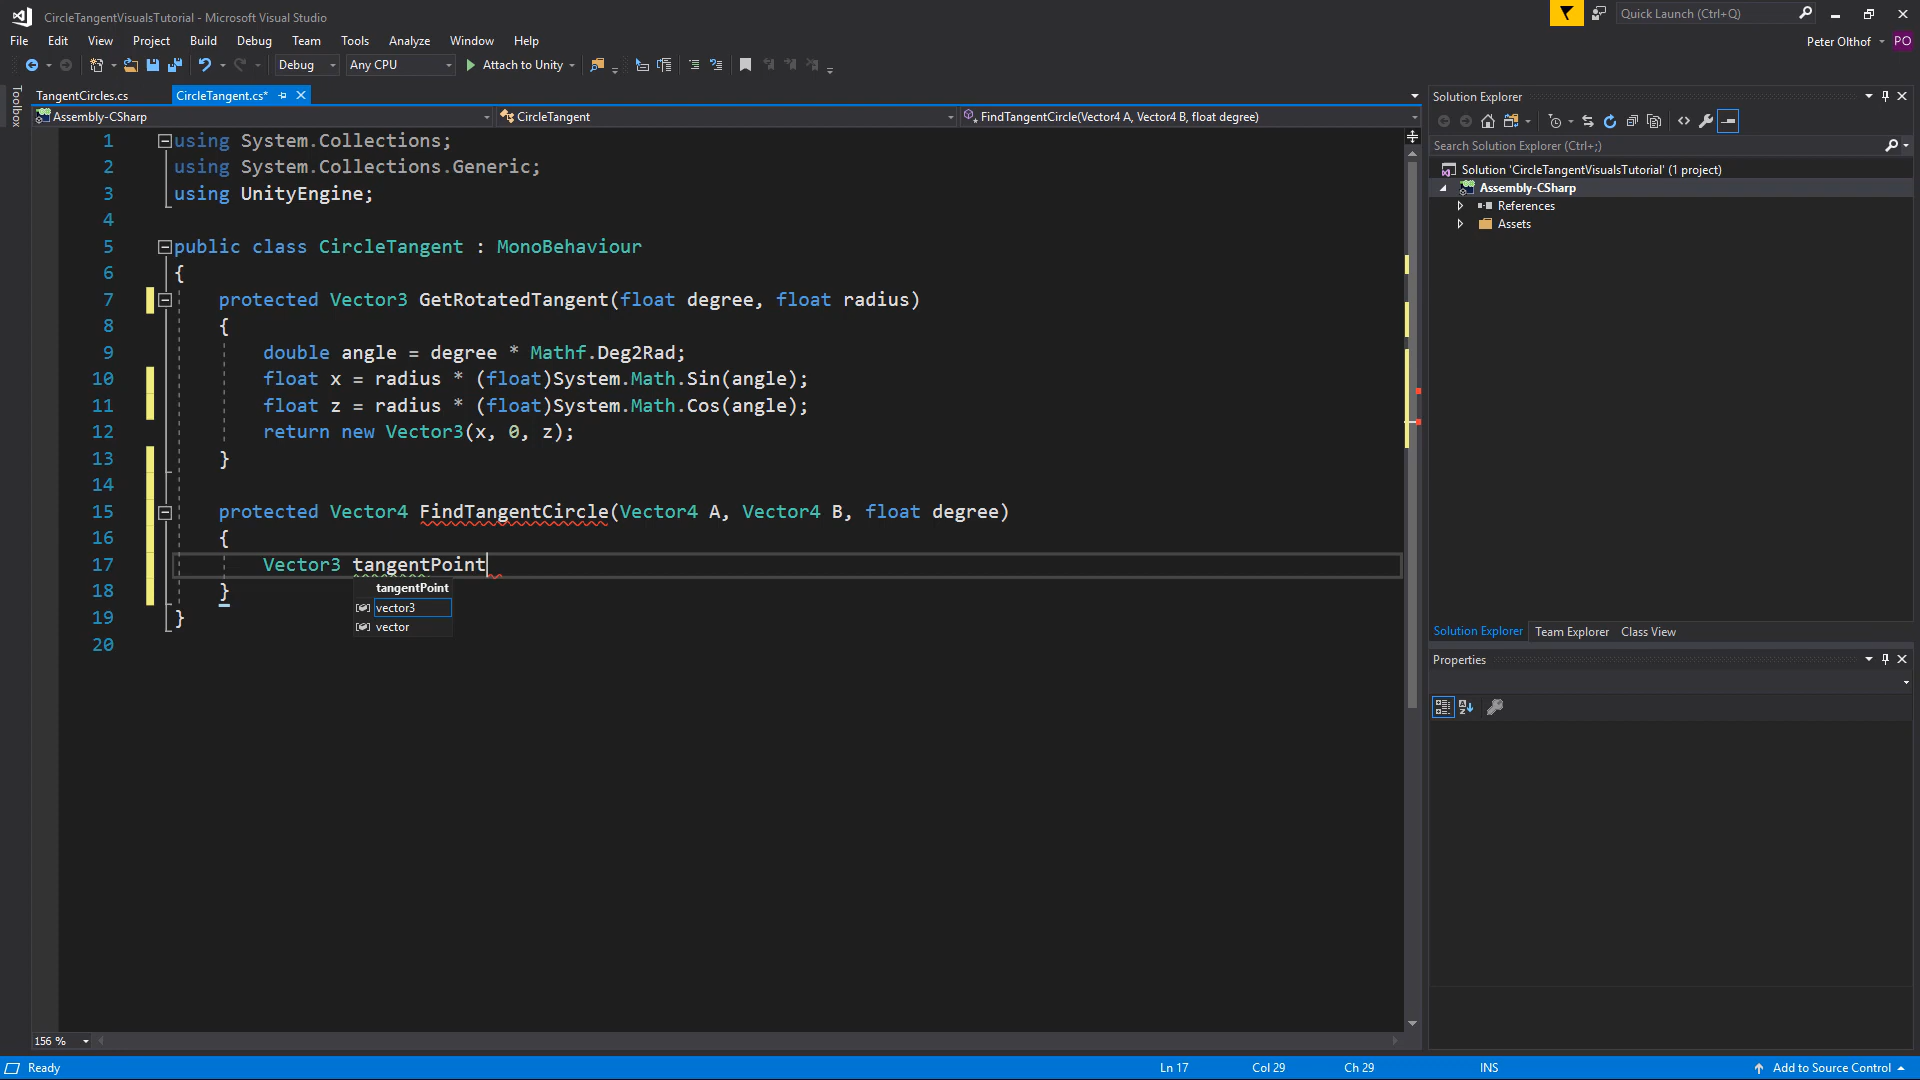 CircleTangentVisualsTutorial - Microsoft Visual Studio
Quick Launch (Ctrl+Q)
File Edit View Project Build Debug Team Tools Analyze Window Help
Peter Olthof PO
Debug Any CPU Attach to Unity
Toolbox
TangentCircles.cs CircleTangent.cs*
Assembly-CSharp CircleTangent FindTangentCircle(Vector4 A, Vector4 B, float degree)
1 using System.Collections;
2 using System.Collections.Generic;
3 using UnityEngine;
4
5 public class CircleTangent : MonoBehaviour
6 {
7 protected Vector3 GetRotatedTangent(float degree, float radius)
8 {
9 double angle = degree * Mathf.Deg2Rad;
10 float x = radius * (float)System.Math.Sin(angle);
11 float z = radius * (float)System.Math.Cos(angle);
12 return new Vector3(x, 0, z);
13 }
14
15 protected Vector4 FindTangentCircle(Vector4 A, Vector4 B, float degree)
16 {
17 Vector3 tangentPoint
tangentPoint
vector3
vector
18 }
19 }
20
Solution Explorer
Search Solution Explorer (Ctrl+;)
Solution 'CircleTangentVisualsTutorial' (1 project)
Assembly-CSharp
References
Assets
Solution Explorer Team Explorer Class View
Properties
156 %
Ready Ln 17 Col 29 Ch 29 INS Add to Source Control